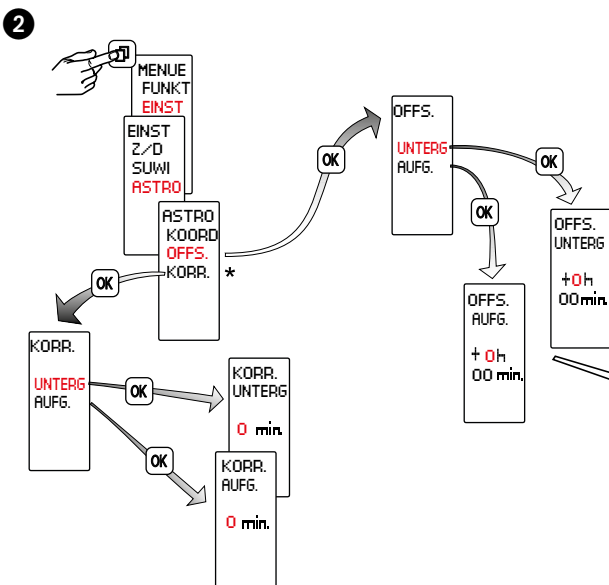 2
MENUE
FUNKT
EINST
EINST
Z/D
SUWI
ASTRO
ASTRO
KOORD
OFFS.
KORR. *
OK
OK
OFFS.
UNTERG
AUFG.
OK
OK
OFFS.
UNTERG
+0h
00 min.
OFFS.
AUFG.
+ 0h
00 min.
KORR.
UNTERG
AUFG.
OK
OK
KORR.
UNTERG
0 min.
KORR.
AUFG.
0 min.